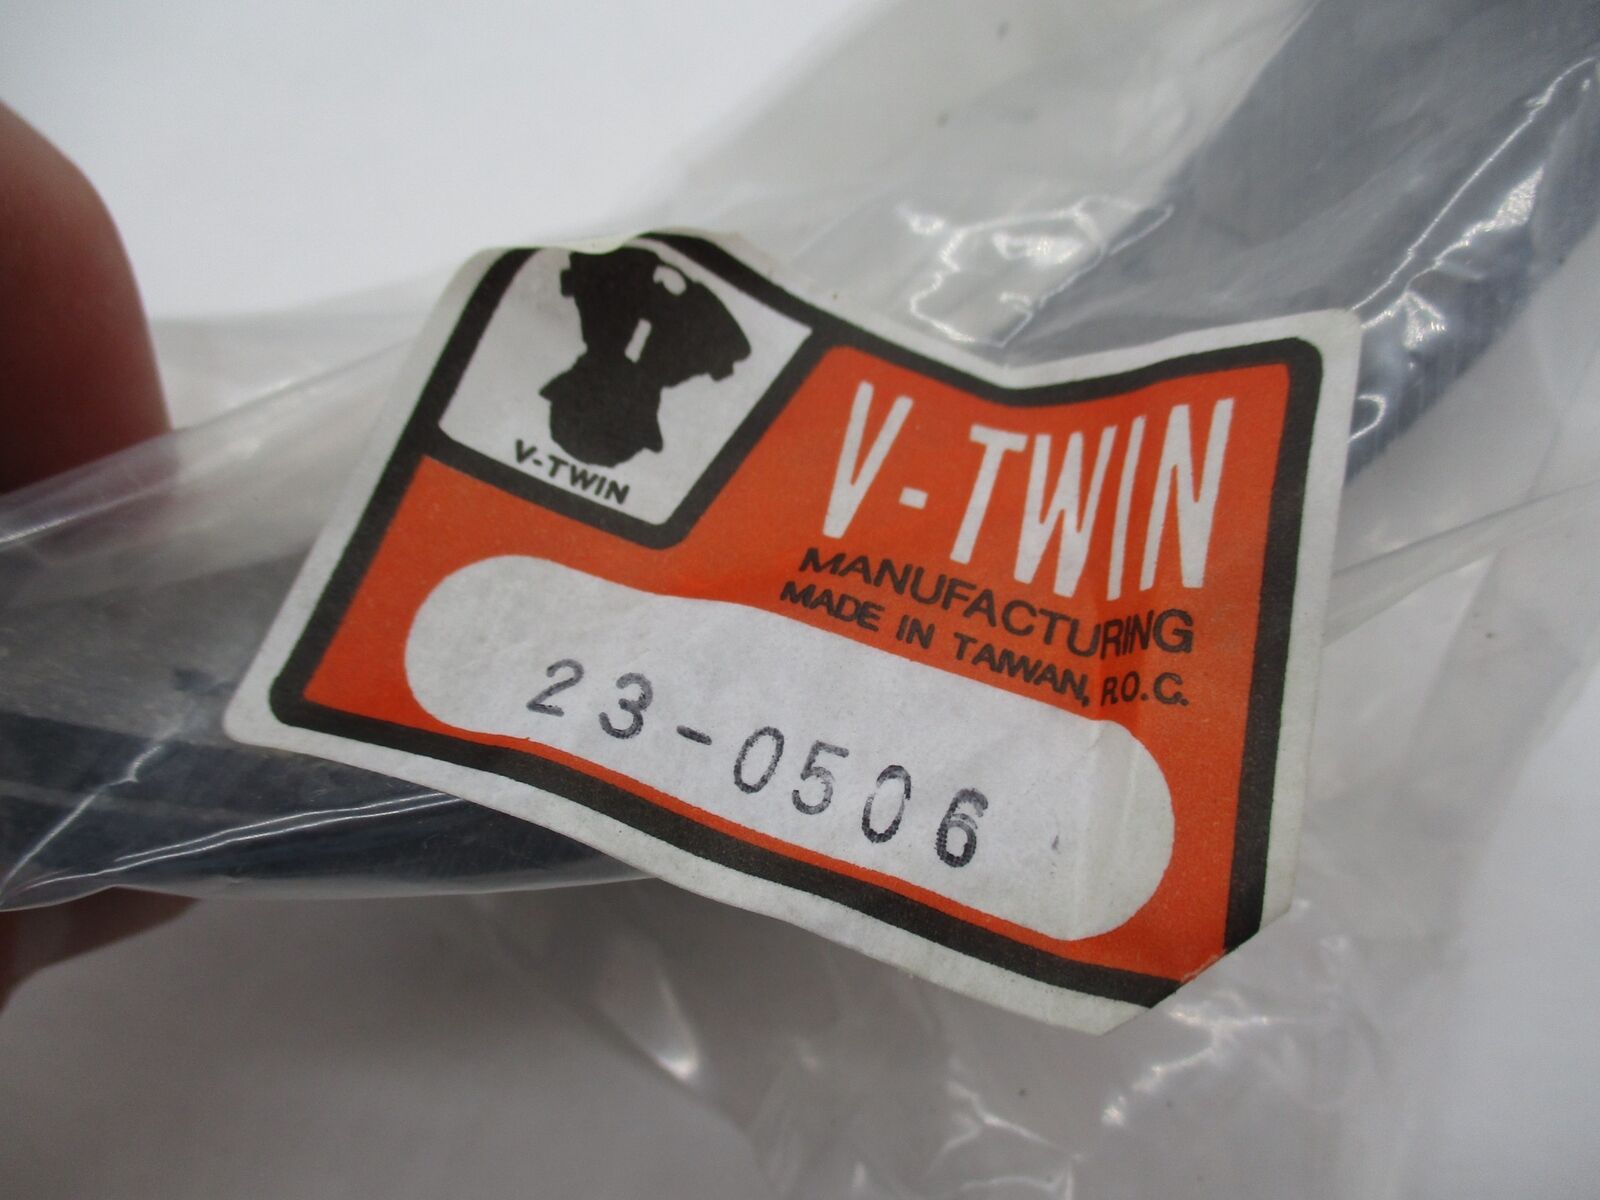 V-TWIN
V-TWIN
MANUFACTURING
MADE IN TAIWAN, R.O.C.
23-0506